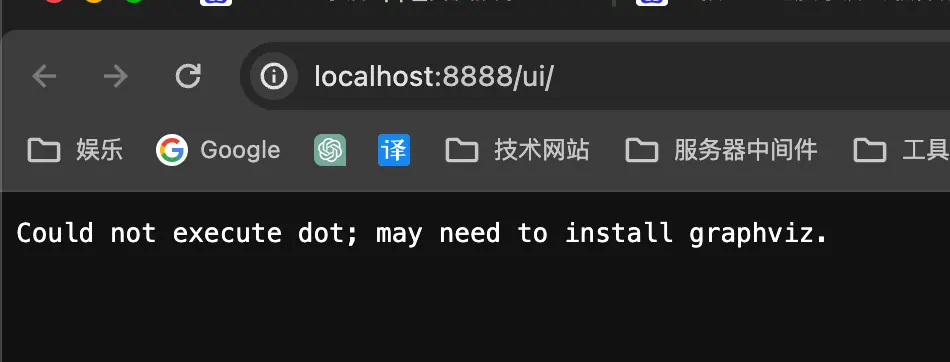 localhost:8888/ui/
娱乐 Google 译 技术网站 服务器中间件 工具
Could not execute dot; may need to install graphviz.